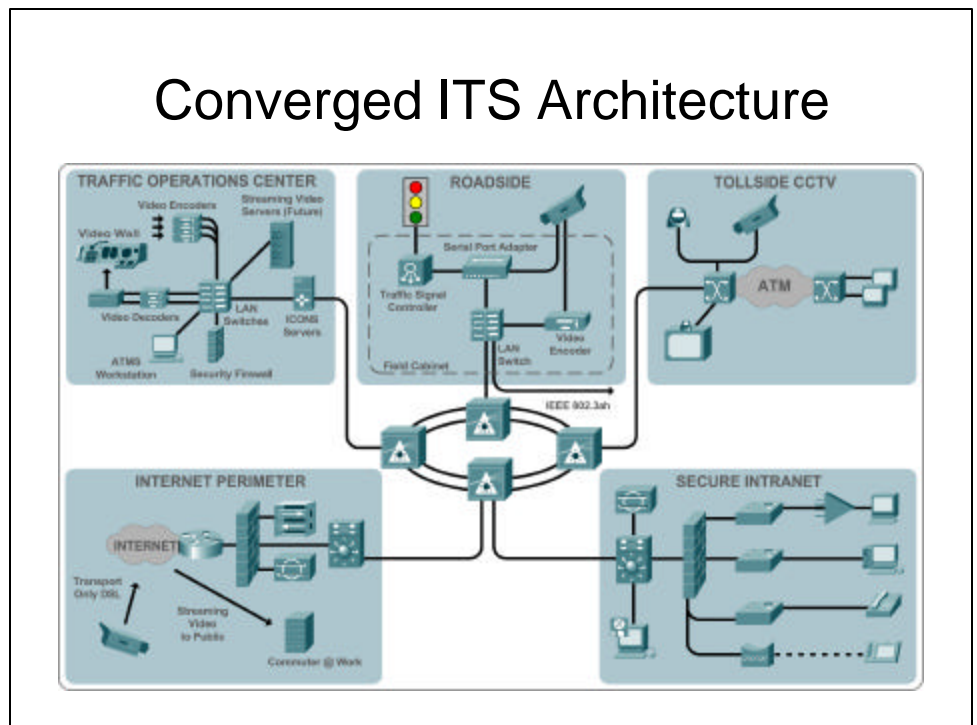 Converged ITS Architecture
TRAFFIC OPERATIONS CENTER
Video Encoders
Streaming Video
Servers (Future)
Video Wall
Video Decoders
LAN
Switches
ICONS
Servers
ATMS
Workstation
Security Firewall
ROADSIDE
Serial Port Adapter
Traffic Signal
Controller
LAN
Switch
Video
Encoder
Field Cabinet
IEEE 802.3ah
TOLLSIDE CCTV
ATM
INTERNET PERIMETER
INTERNET
Transport
Only DSL
Streaming
Video
to Public
Commuter @ Work
SECURE INTRANET